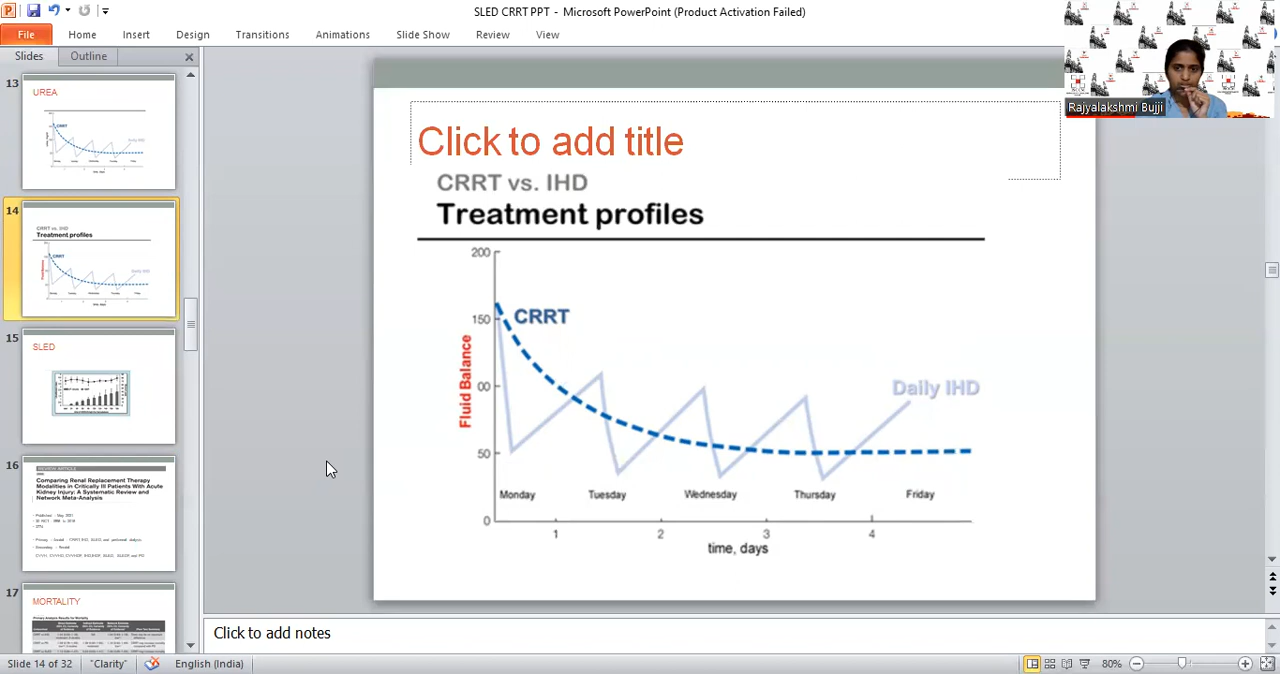 SLED CRRT PPT - Microsoft PowerPoint (Product Activation Failed)
File Home Insert Design Transitions Animations Slide Show Review View
Rajyalakshmi Bujji
Slides Outline
13
UREA
CRRT
14
CRRT vs. IHD
Treatment profiles
CRRT
15
SLED
16
REVIEW ARTICLE
Comparing Renal Replacement Therapy
Modalities in Critically Ill Patients With Acute
Kidney Injury: A Systematic Review and
Network Meta-Analysis
17
MORTALITY
Click to add title
CRRT vs. IHD
Treatment profiles
200
150
00
50
0
Fluid Balance
CRRT
Daily IHD
Monday Tuesday Wednesday Thursday Friday
1 2 3 4
time, days
Click to add notes
Slide 14 of 32 "Clarity" English (India) 80%